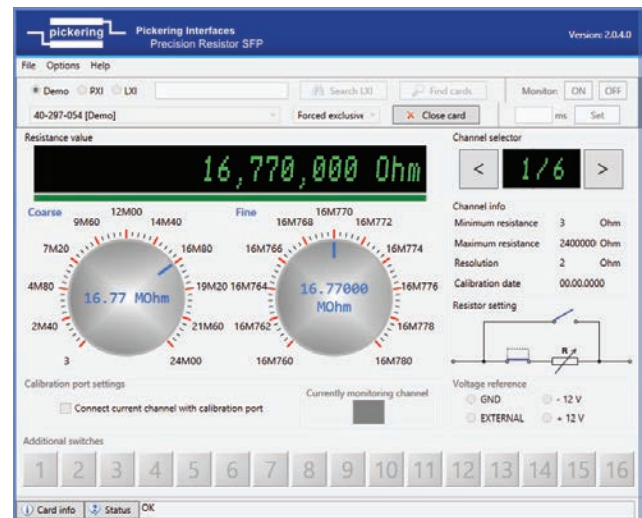 pickering Pickering Interfaces
Precision Resistor SFP
Version: 2.0.4.0
File Options Help
Demo PXI LXI Search LXI Find cards Monitor: ON OFF
40-297-054 [Demo] Forced exclusive Close card ms Set
Resistance value
16,770,000 Ohm
Channel selector
< 1/6 >
Coarse
3
2M40
4M80
7M20
9M60
12M00
14M40
16M80
19M20
21M60
24M00
16.77 MOhm
Fine
16M760
16M762
16M764
16M766
16M768
16M770
16M772
16M774
16M776
16M778
16M780
16.77000
MOhm
Channel info
Minimum resistance 3 Ohm
Maximum resistance 2400000 Ohm
Resolution 2 Ohm
Calibration date 00.00.0000
Resistor setting
R
Calibration port settings
Connect current channel with calibration port
Currently monitoring channel
Voltage reference
GND - 12 V
EXTERNAL + 12 V
Additional switches
1 2 3 4 5 6 7 8 9 10 11 12 13 14 15 16
Card info Status OK